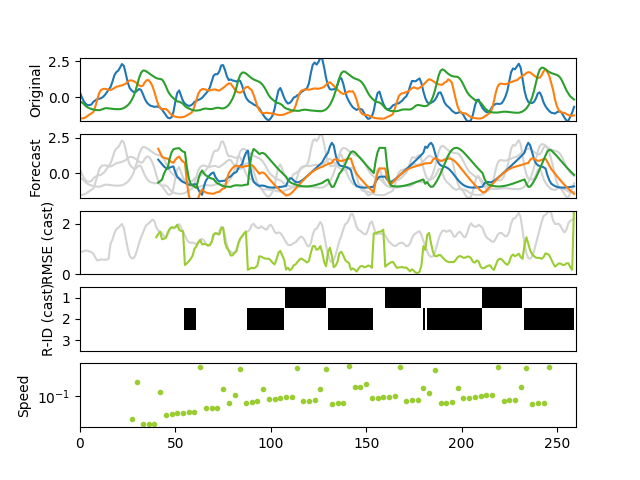 Original
2.5
0.0
Forecast
2.5
0.0
RMSE (cast)
2
0
R-ID (cast)
1
2
3
Speed
10⁻¹
0 50 100 150 200 250